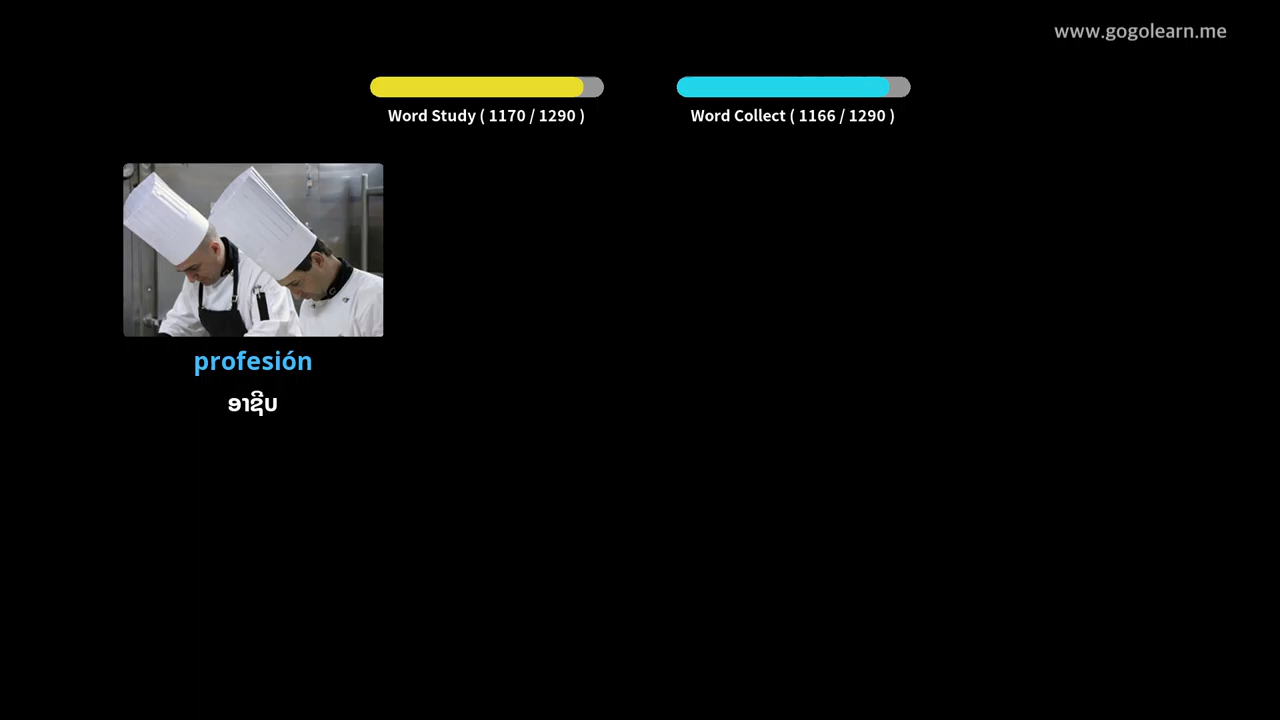 www.gogolearn.me
Word Study ( 1170 / 1290 )
Word Collect ( 1166 / 1290 )
profesión
ອາຊີບ